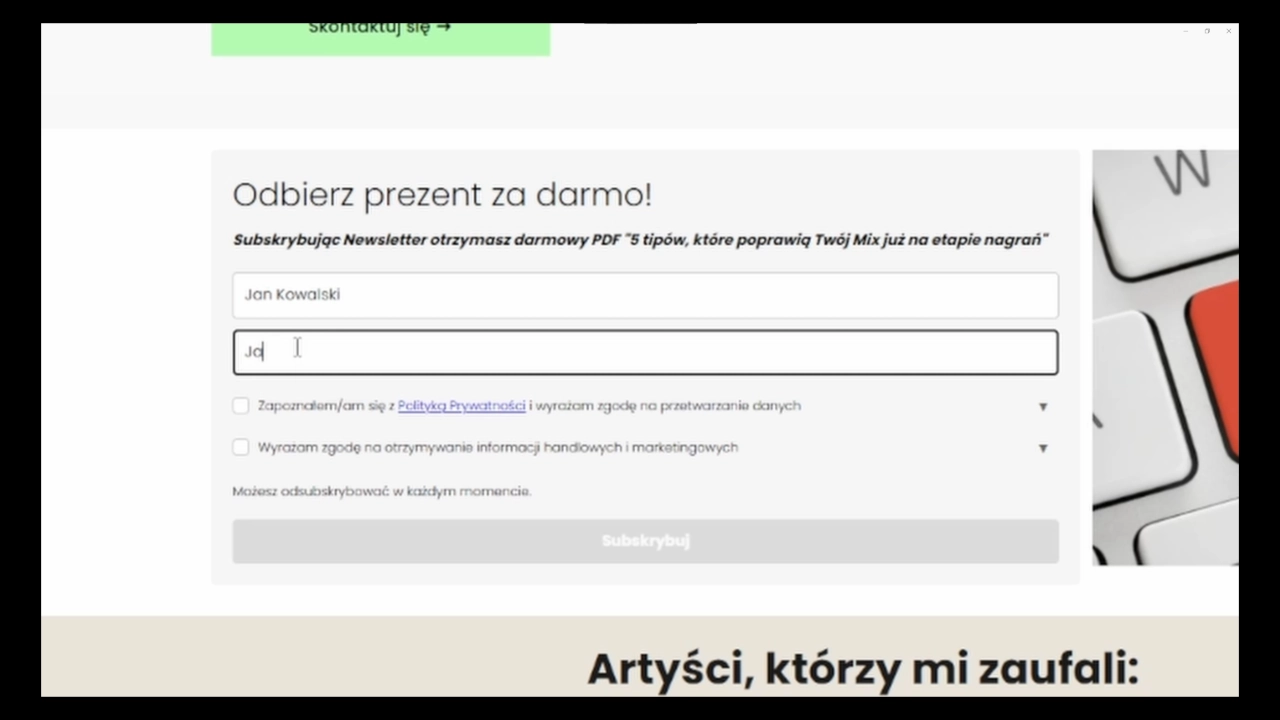 Skontaktuj się →
Odbierz prezent za darmo!
Subskrybując Newsletter otrzymasz darmowy PDF "5 tipów, które poprawią Twój Mix już na etapie nagrań"
Jan Kowalski
Ja
Zapoznałem/am się z Polityką Prywatności i wyrażam zgodę na przetwarzanie danych
Wyrażam zgodę na otrzymywanie informacji handlowych i marketingowych
Możesz odsubskrybować w każdym momencie.
Subskrybuj
W
Artyści, którzy mi zaufali: